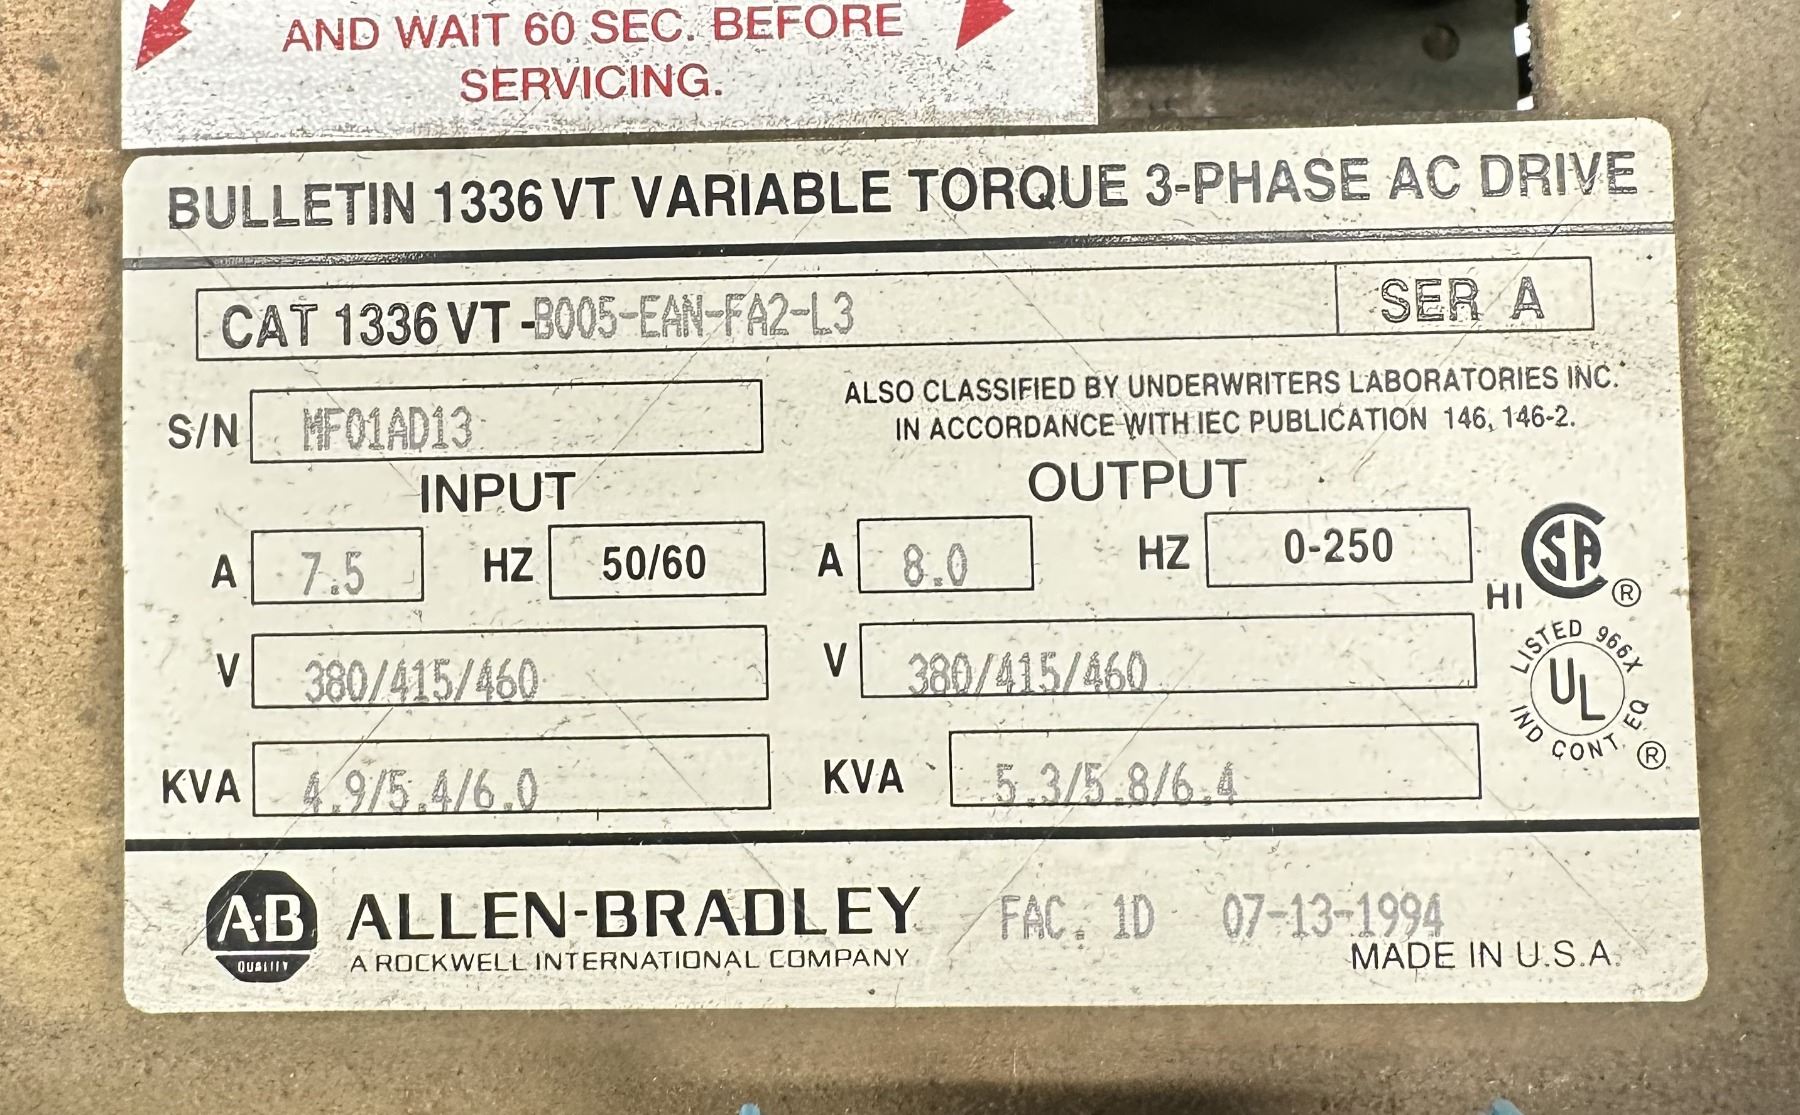 AND WAIT 60 SEC. BEFORE
SERVICING.
BULLETIN 1336 VT VARIABLE TORQUE 3-PHASE AC DRIVE
CAT 1336 VT -B005-EAN-FA2-L3 SER A
S/N MF01AD13
ALSO CLASSIFIED BY UNDERWRITERS LABORATORIES INC.
IN ACCORDANCE WITH IEC PUBLICATION 146, 146-2.
INPUT
A 7.5 HZ 50/60
V 380/415/460
KVA 4.9/5.4/6.0
OUTPUT
A 8.0 HZ 0-250
V 380/415/460
KVA 5.3/5.8/6.4
HI SA ®
LISTED 966X
UL
IND CONT. EQ ®
A-B
QUALITY
ALLEN-BRADLEY
A ROCKWELL INTERNATIONAL COMPANY
FAC. 1D 07-13-1994
MADE IN U.S.A.